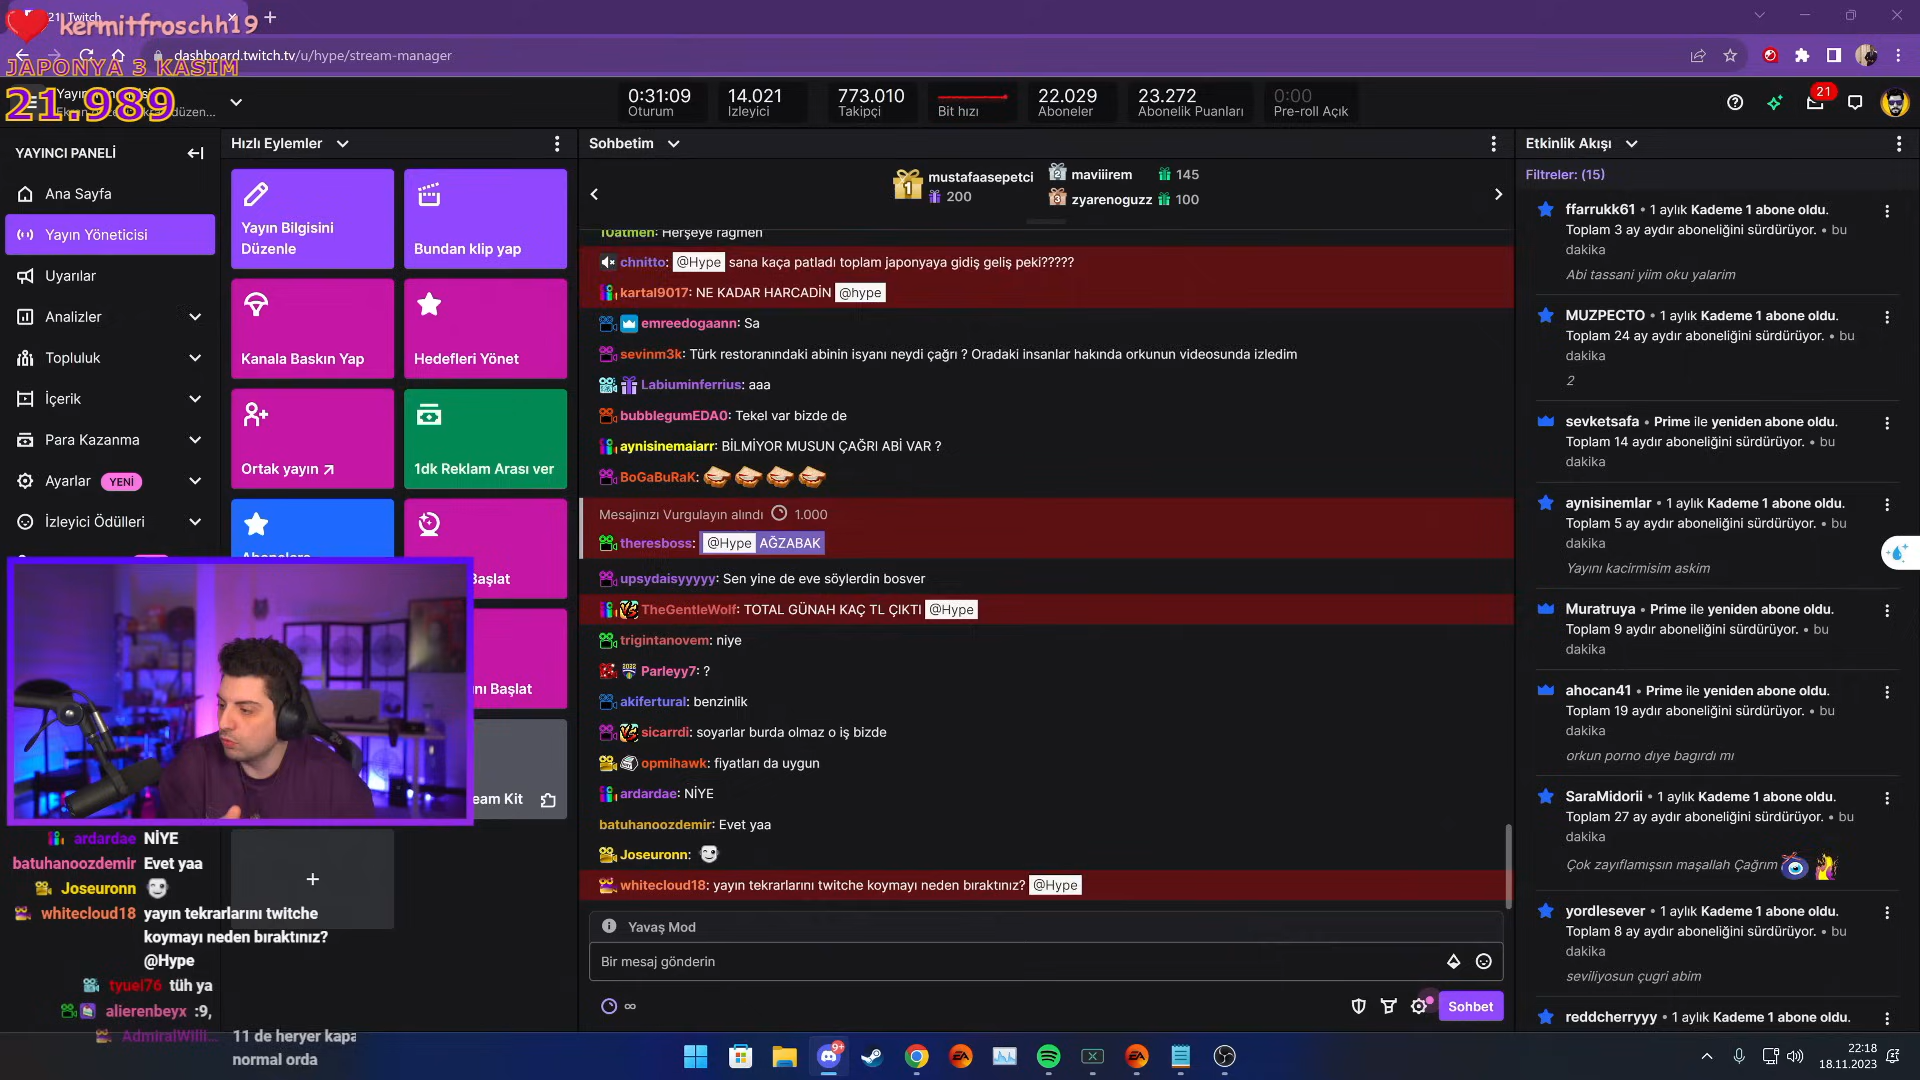 21 Twitch
kermitfroschh19
dashboard.twitch.tv/u/hype/stream-manager
JAPONYA 3 KASIM
21.989
0:31:09
Oturum
14.021
İzleyici
773.010
Takipçi
Bit hızı
22.029
Aboneler
23.272
Abonelik Puanları
0:00
Pre-roll Açık
21
YAYINCI PANELİ
Ana Sayfa
Yayın Yöneticisi
Uyarılar
Analizler
Topluluk
İçerik
Para Kazanma
Ayarlar YENİ
İzleyici Ödülleri
Hızlı Eylemler
Yayın Bilgisini
Düzenle
Bundan klip yap
Kanala Baskın Yap
Hedefleri Yönet
Ortak yayın
1dk Reklam Arası ver
ardardae NİYE
batuhanoozdemir Evet yaa
Joseuronn
whitecloud18 yayın tekrarlarını twitche
koymayı neden bıraktınız?
@Hype
tyuel76 tüh ya
alierenbeyx :9,
AdmiralWilli... 11 de heryer kapa
normal orda
Sohbetim
1 mustafaasepetci
200
2 maviiirem 145
3 zyarenoguzz 100
10atmen: Herşeye rağmen
chnitto: @Hype sana kaça patladı toplam japonyaya gidiş geliş peki?????
kartal9017: NE KADAR HARCADİN @hype
emreedogaann: Sa
sevinm3k: Türk restoranındaki abinin isyanı neydi çağrı ? Oradaki insanlar hakında orkunun videosunda izledim
Labiuminferrius: aaa
bubblegumEDA0: Tekel var bizde de
aynisinemaiarr: BİLMİYOR MUSUN ÇAĞRI ABİ VAR ?
BoGaBuRaK:
Mesajınızı Vurgulayın alındı 1.000
theresboss: @Hype AĞZABAK
upsydaisyyyyy: Sen yine de eve söylerdin bosver
TheGentleWolf: TOTAL GÜNAH KAÇ TL ÇIKTI @Hype
trigintanovem: niye
Parleyy7: ?
akifertural: benzinlik
sicarrdi: soyarlar burda olmaz o iş bizde
opmihawk: fiyatları da uygun
ardardae: NİYE
batuhanoozdemir: Evet yaa
Joseuronn:
whitecloud18: yayın tekrarlarını twitche koymayı neden bıraktınız? @Hype
Yavaş Mod
Bir mesaj gönderin
∞
Sohbet
Etkinlik Akışı
Filtreler: (15)
ffarrukk61 • 1 aylık Kademe 1 abone oldu.
Toplam 3 ay aydır aboneliğini sürdürüyor. • bu
dakika
Abi tassani yiim oku yalarim
MUZPECTO • 1 aylık Kademe 1 abone oldu.
Toplam 24 ay aydır aboneliğini sürdürüyor. • bu
dakika
2
sevketsafa • Prime ile yeniden abone oldu.
Toplam 14 aydır aboneliğini sürdürüyor. • bu
dakika
aynisinemlar • 1 aylık Kademe 1 abone oldu.
Toplam 5 ay aydır aboneliğini sürdürüyor. • bu
dakika
Yayını kacirmisim askim
Muratruya • Prime ile yeniden abone oldu.
Toplam 9 aydır aboneliğini sürdürüyor. • bu
dakika
ahocan41 • Prime ile yeniden abone oldu.
Toplam 19 aydır aboneliğini sürdürüyor. • bu
dakika
orkun porno dıye bagırdı mı
SaraMidorii • 1 aylık Kademe 1 abone oldu.
Toplam 27 ay aydır aboneliğini sürdürüyor. • bu
dakika
Çok zayıflamışsın maşallah Çağrım
yordlesever • 1 aylık Kademe 1 abone oldu.
Toplam 8 ay aydır aboneliğini sürdürüyor. • bu
dakika
seviliyosun çugri abim
reddcherryyy • 1 aylık Kademe 1 abone oldu.
9+
22:18
18.11.2023